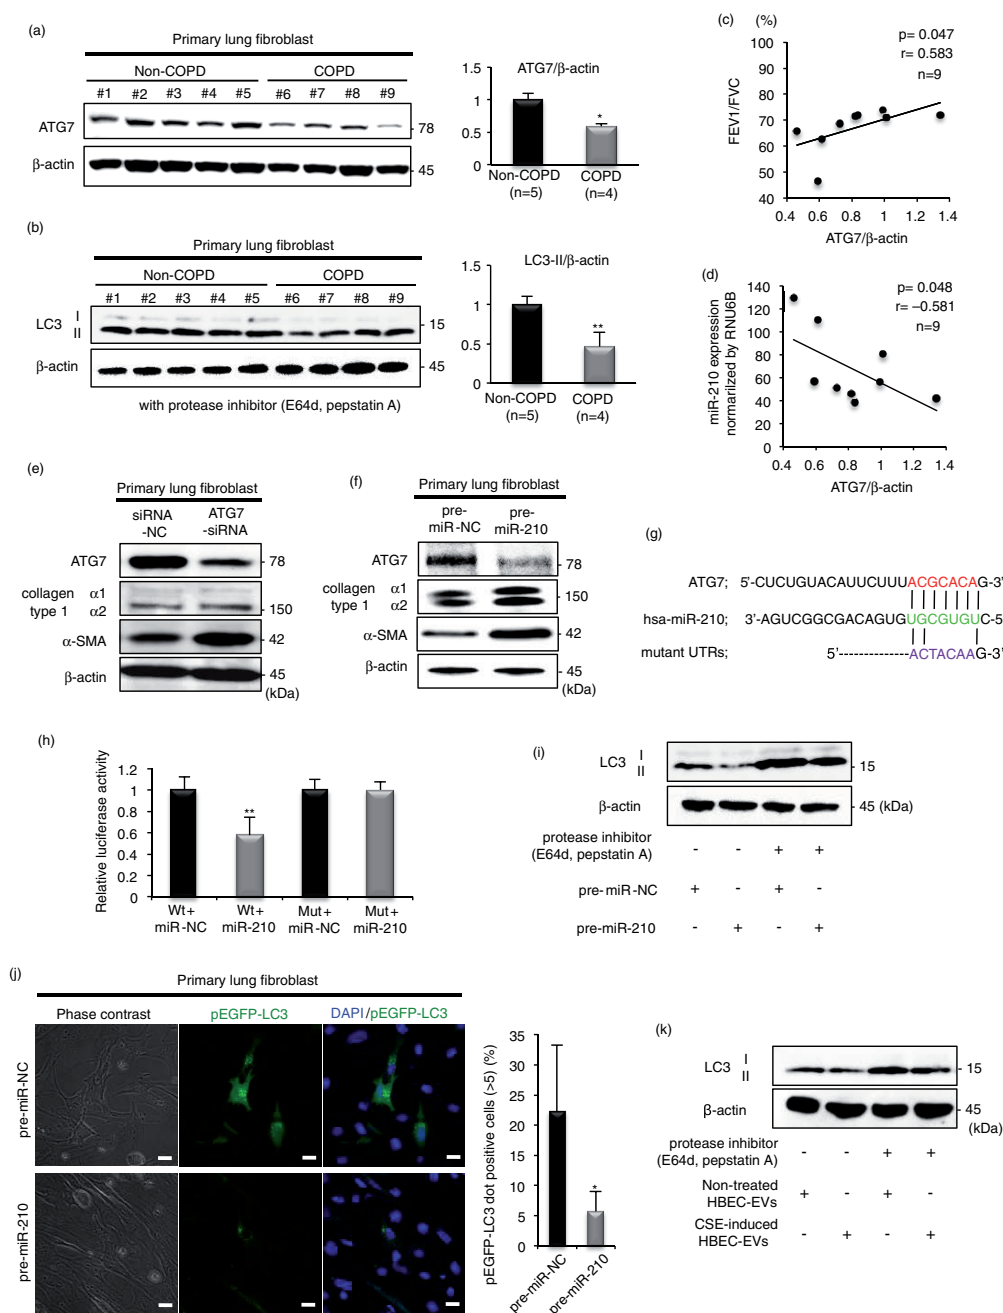 (a)
Primary lung fibroblast
Non-COPD COPD
#1 #2 #3 #4 #5 #6 #7 #8 #9
ATG7 78
β-actin 45
ATG7/β-actin
1.5
1
0.5
0
*
Non-COPD (n=5)
COPD (n=4)
(b)
Primary lung fibroblast
Non-COPD COPD
#1 #2 #3 #4 #5 #6 #7 #8 #9
LC3 I II 15
β-actin 45
with protease inhibitor (E64d, pepstatin A)
LC3-II/β-actin
1.5
1
0.5
0
**
Non-COPD (n=5)
COPD (n=4)
(c) (%)
p= 0.047
r= 0.583
n=9
FEV1/FVC
100
90
80
70
60
50
40
0.4 0.6 0.8 1 1.2 1.4
ATG7/β-actin
(d)
p= 0.048
r= –0.581
n=9
miR-210 expression
normarilized by RNU6B
140
120
100
80
60
40
20
0
0.4 0.6 0.8 1 1.2 1.4
ATG7/β-actin
(e)
Primary lung fibroblast
siRNA -NC
ATG7 -siRNA
ATG7 78
collagen type 1 α1 α2 150
α-SMA 42
β-actin 45
(kDa)
(f)
Primary lung fibroblast
pre- miR-NC
pre- miR-210
ATG7 78
collagen type 1 α1 α2 150
α-SMA 42
β-actin 45
(kDa)
(g)
ATG7; 5'-CUCUGUACAUUCUUUACGCACAG-3'
hsa-miR-210; 3'-AGUCGGCGACAGUGUGCGUGUC-5
mutant UTRs; 5'------------ACTACAAG-3'
(h)
Relative luciferase activity
1.2
1
0.8
0.6
0.4
0.2
0
**
Wt+ miR-NC
Wt+ miR-210
Mut+ miR-NC
Mut+ miR-210
(i)
LC3 I II 15
β-actin 45 (kDa)
protease inhibitor
(E64d, pepstatin A) - - + +
pre-miR-NC + - + -
pre-miR-210 - + - +
(j)
Primary lung fibroblast
Phase contrast pEGFP-LC3 DAPI/pEGFP-LC3
pre-miR-NC
pre-miR-210
pEGFP-LC3 dot positive cells (>5) (%)
35
30
25
20
15
10
5
0
*
pre-miR-NC
pre-miR-210
(k)
LC3 I II 15
β-actin 45
(kDa)
protease inhibitor
(E64d, pepstatin A) - - + +
Non-treated
HBEC-EVs + - + -
CSE-induced
HBEC-EVs - + - +